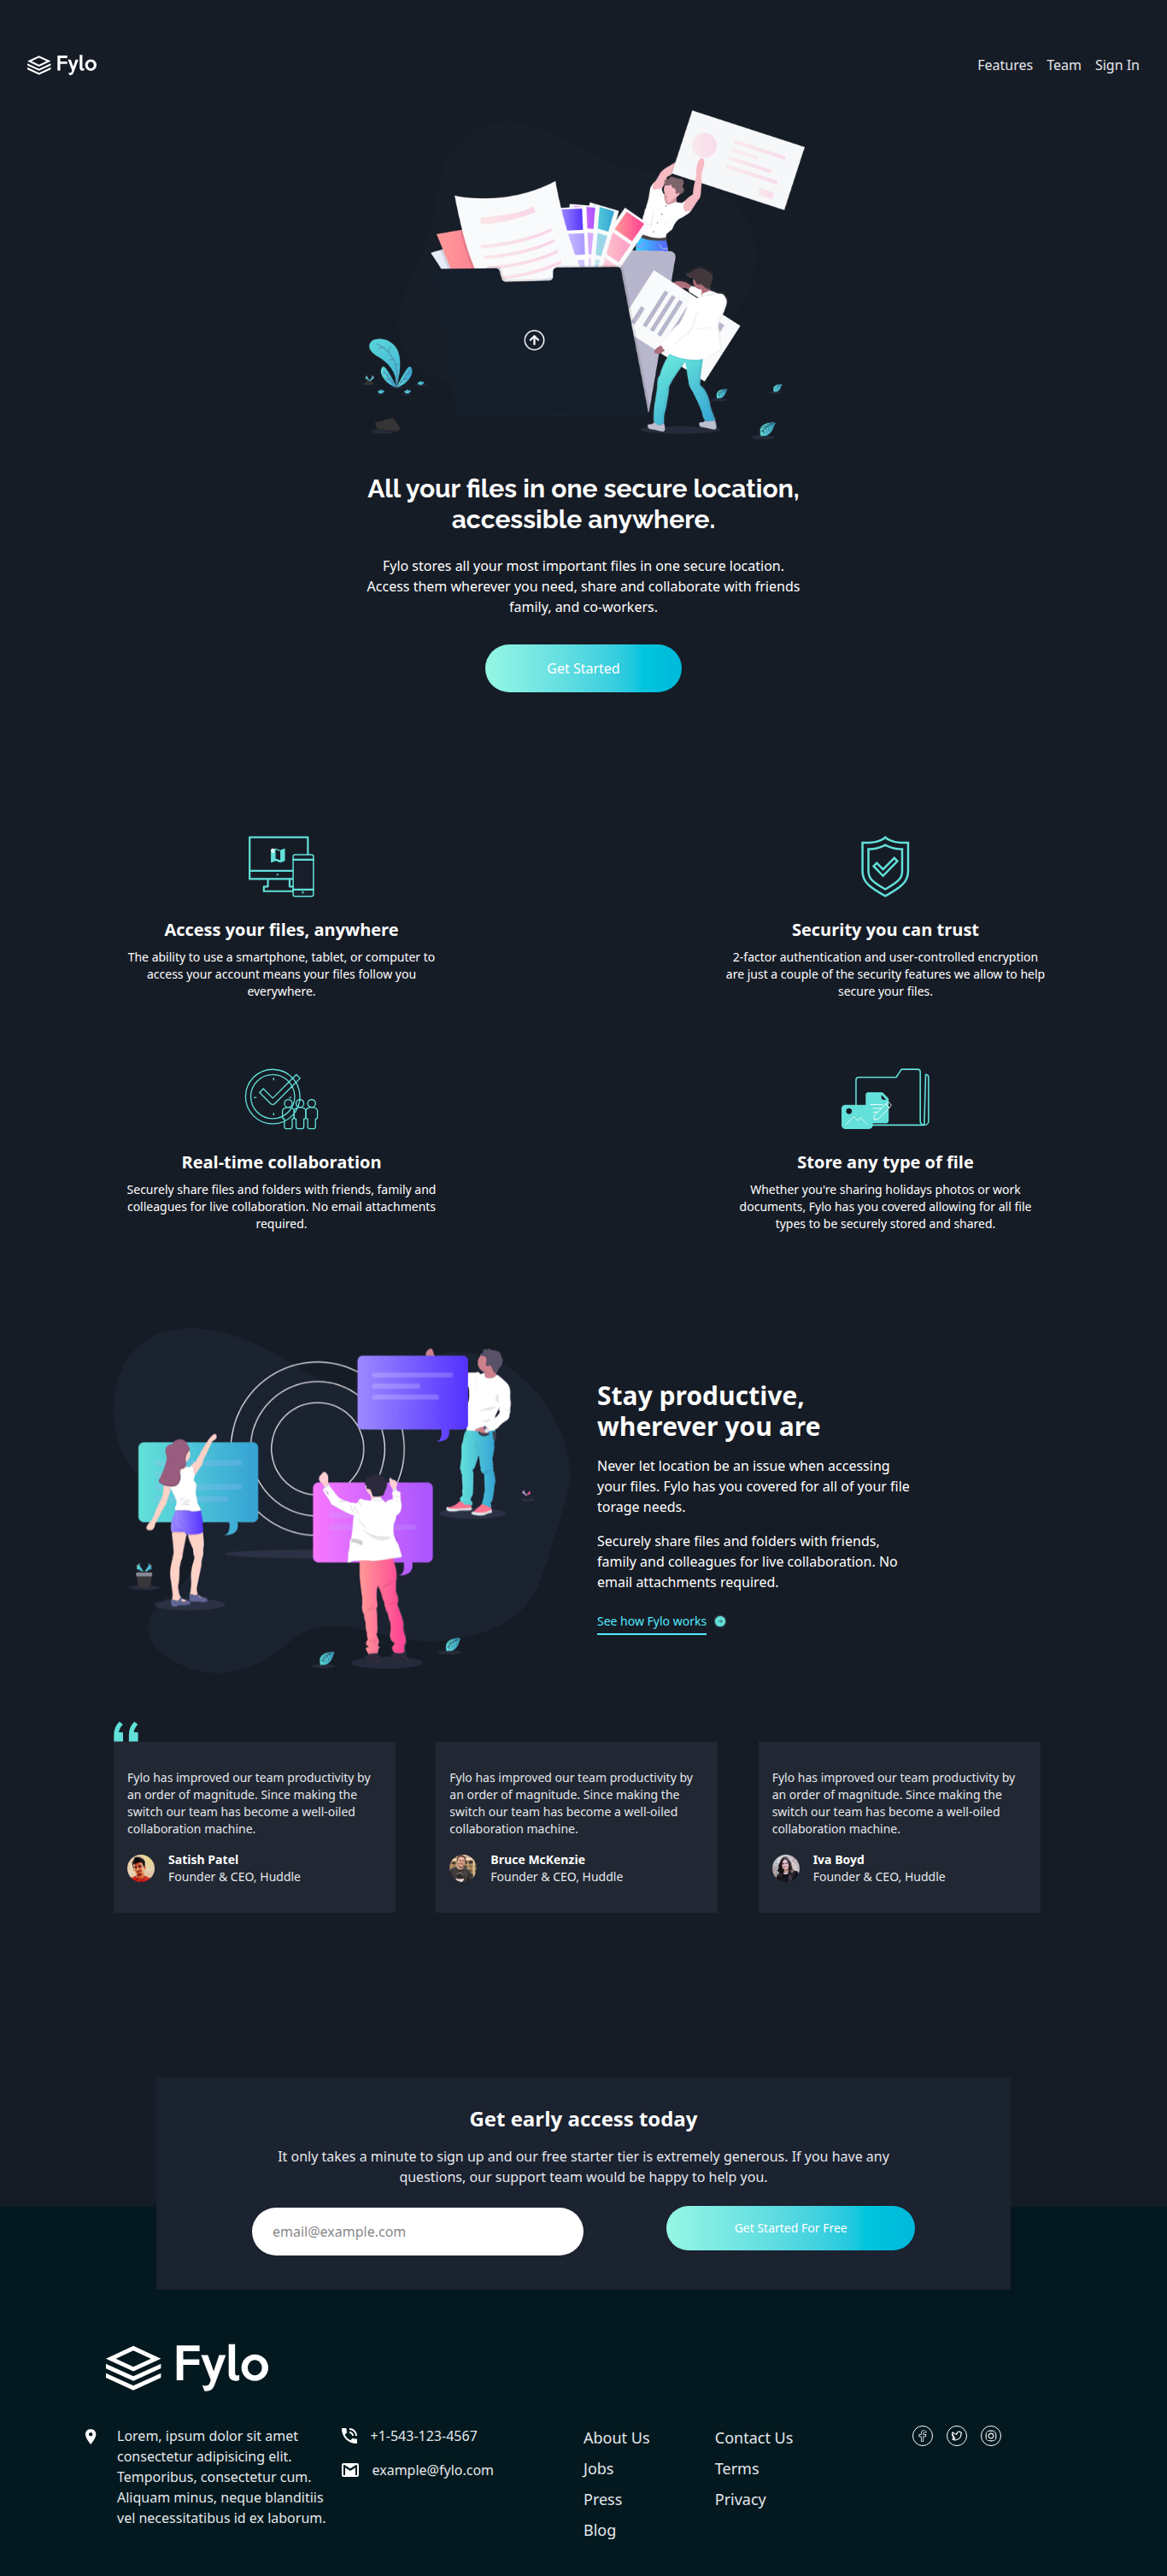 Fylo
Features Team Sign In
All your files in one secure location,
accessible anywhere.
Fylo stores all your most important files in one secure location.
Access them wherever you need, share and collaborate with friends
family, and co-workers.
Get Started
Access your files, anywhere
The ability to use a smartphone, tablet, or computer to
access your account means your files follow you
everywhere.
Security you can trust
2-factor authentication and user-controlled encryption
are just a couple of the security features we allow to help
secure your files.
Real-time collaboration
Securely share files and folders with friends, family and
colleagues for live collaboration. No email attachments
required.
Store any type of file
Whether you're sharing holidays photos or work
documents, Fylo has you covered allowing for all file
types to be securely stored and shared.
Stay productive,
wherever you are
Never let location be an issue when accessing
your files. Fylo has you covered for all of your file
torage needs.
Securely share files and folders with friends,
family and colleagues for live collaboration. No
email attachments required.
See how Fylo works
Fylo has improved our team productivity by
an order of magnitude. Since making the
switch our team has become a well-oiled
collaboration machine.
Satish Patel
Founder & CEO, Huddle
Fylo has improved our team productivity by
an order of magnitude. Since making the
switch our team has become a well-oiled
collaboration machine.
Bruce McKenzie
Founder & CEO, Huddle
Fylo has improved our team productivity by
an order of magnitude. Since making the
switch our team has become a well-oiled
collaboration machine.
Iva Boyd
Founder & CEO, Huddle
Get early access today
It only takes a minute to sign up and our free starter tier is extremely generous. If you have any
questions, our support team would be happy to help you.
email@example.com
Get Started For Free
Fylo
Lorem, ipsum dolor sit amet
consectetur adipisicing elit.
Temporibus, consectetur cum.
Aliquam minus, neque blanditiis
vel necessitatibus id ex laborum.
+1-543-123-4567
example@fylo.com
About Us
Jobs
Press
Blog
Contact Us
Terms
Privacy